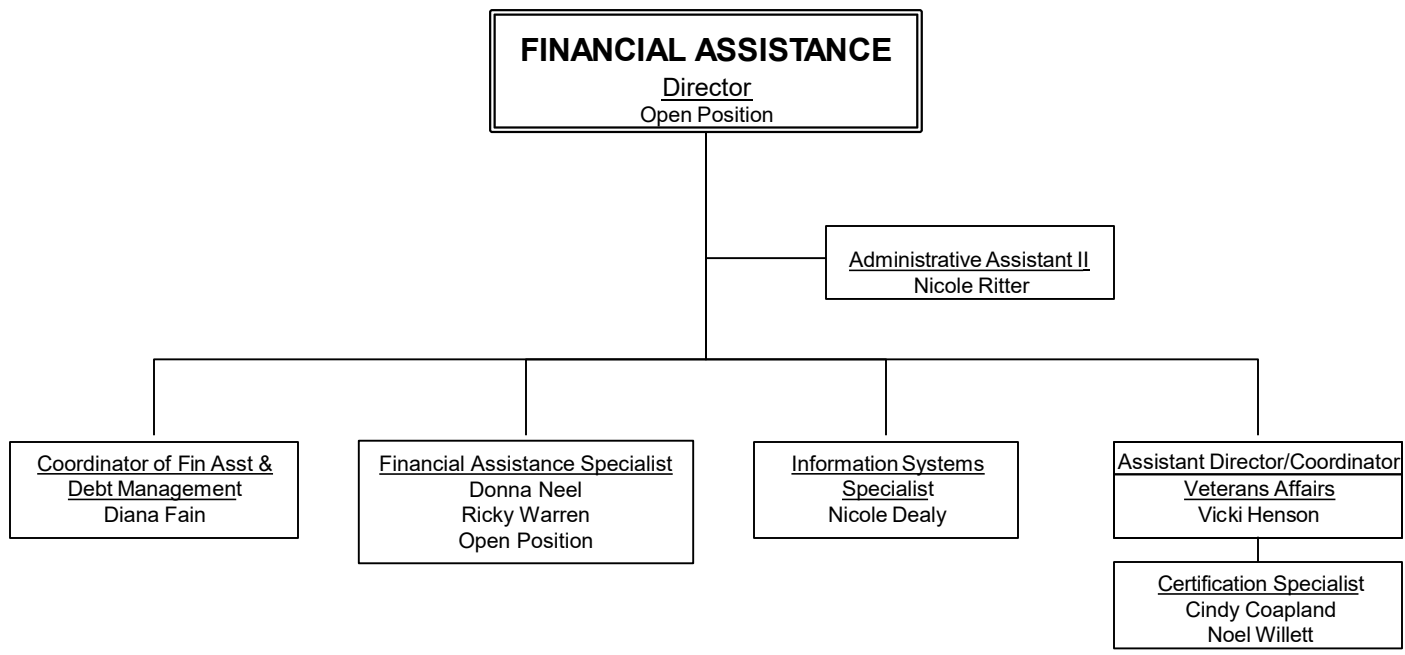 FINANCIAL ASSISTANCE
Director
Open Position
Administrative Assistant II
Nicole Ritter
Coordinator of Fin Asst &
Debt Management
Diana Fain
Financial Assistance Specialist
Donna Neel
Ricky Warren
Open Position
Information Systems
Specialist
Nicole Dealy
Assistant Director/Coordinator
Veterans Affairs
Vicki Henson
Certification Specialist
Cindy Coapland
Noel Willett